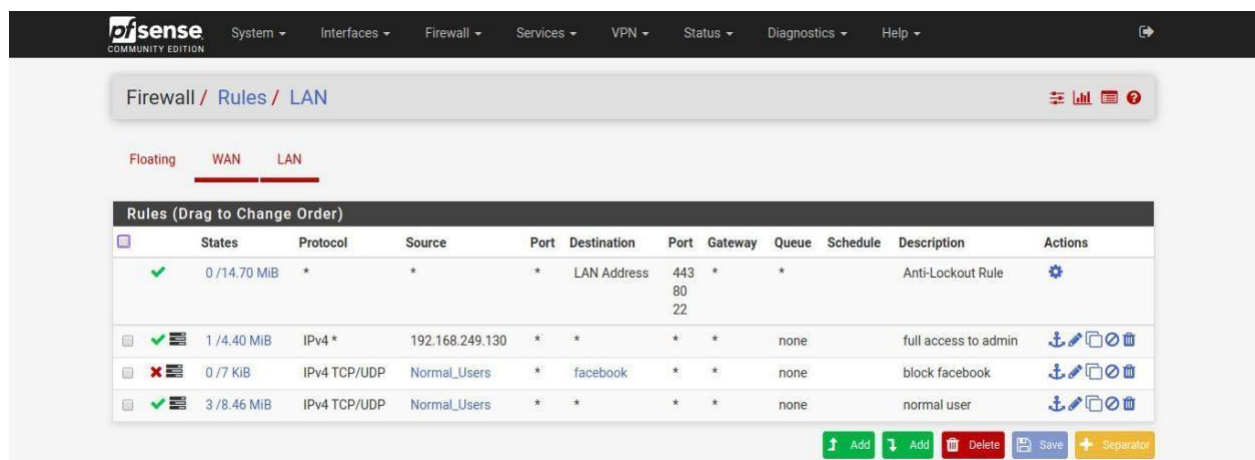 pfsense System Interfaces Firewall Services VPN Status Diagnostics Help
COMMUNITY EDITION
Firewall / Rules / LAN
Floating WAN LAN
Rules (Drag to Change Order)
States Protocol Source Port Destination Port Gateway Queue Schedule Description Actions
0 /14.70 MiB * * * LAN Address 443 * * Anti-Lockout Rule
80
22
1 /4.40 MiB IPv4 * 192.168.249.130 * * * * none full access to admin
0 /7 KiB IPv4 TCP/UDP Normal_Users * facebook * * none block facebook
3 /8.46 MiB IPv4 TCP/UDP Normal_Users * * * * none normal user
Add Add Delete Save Separator